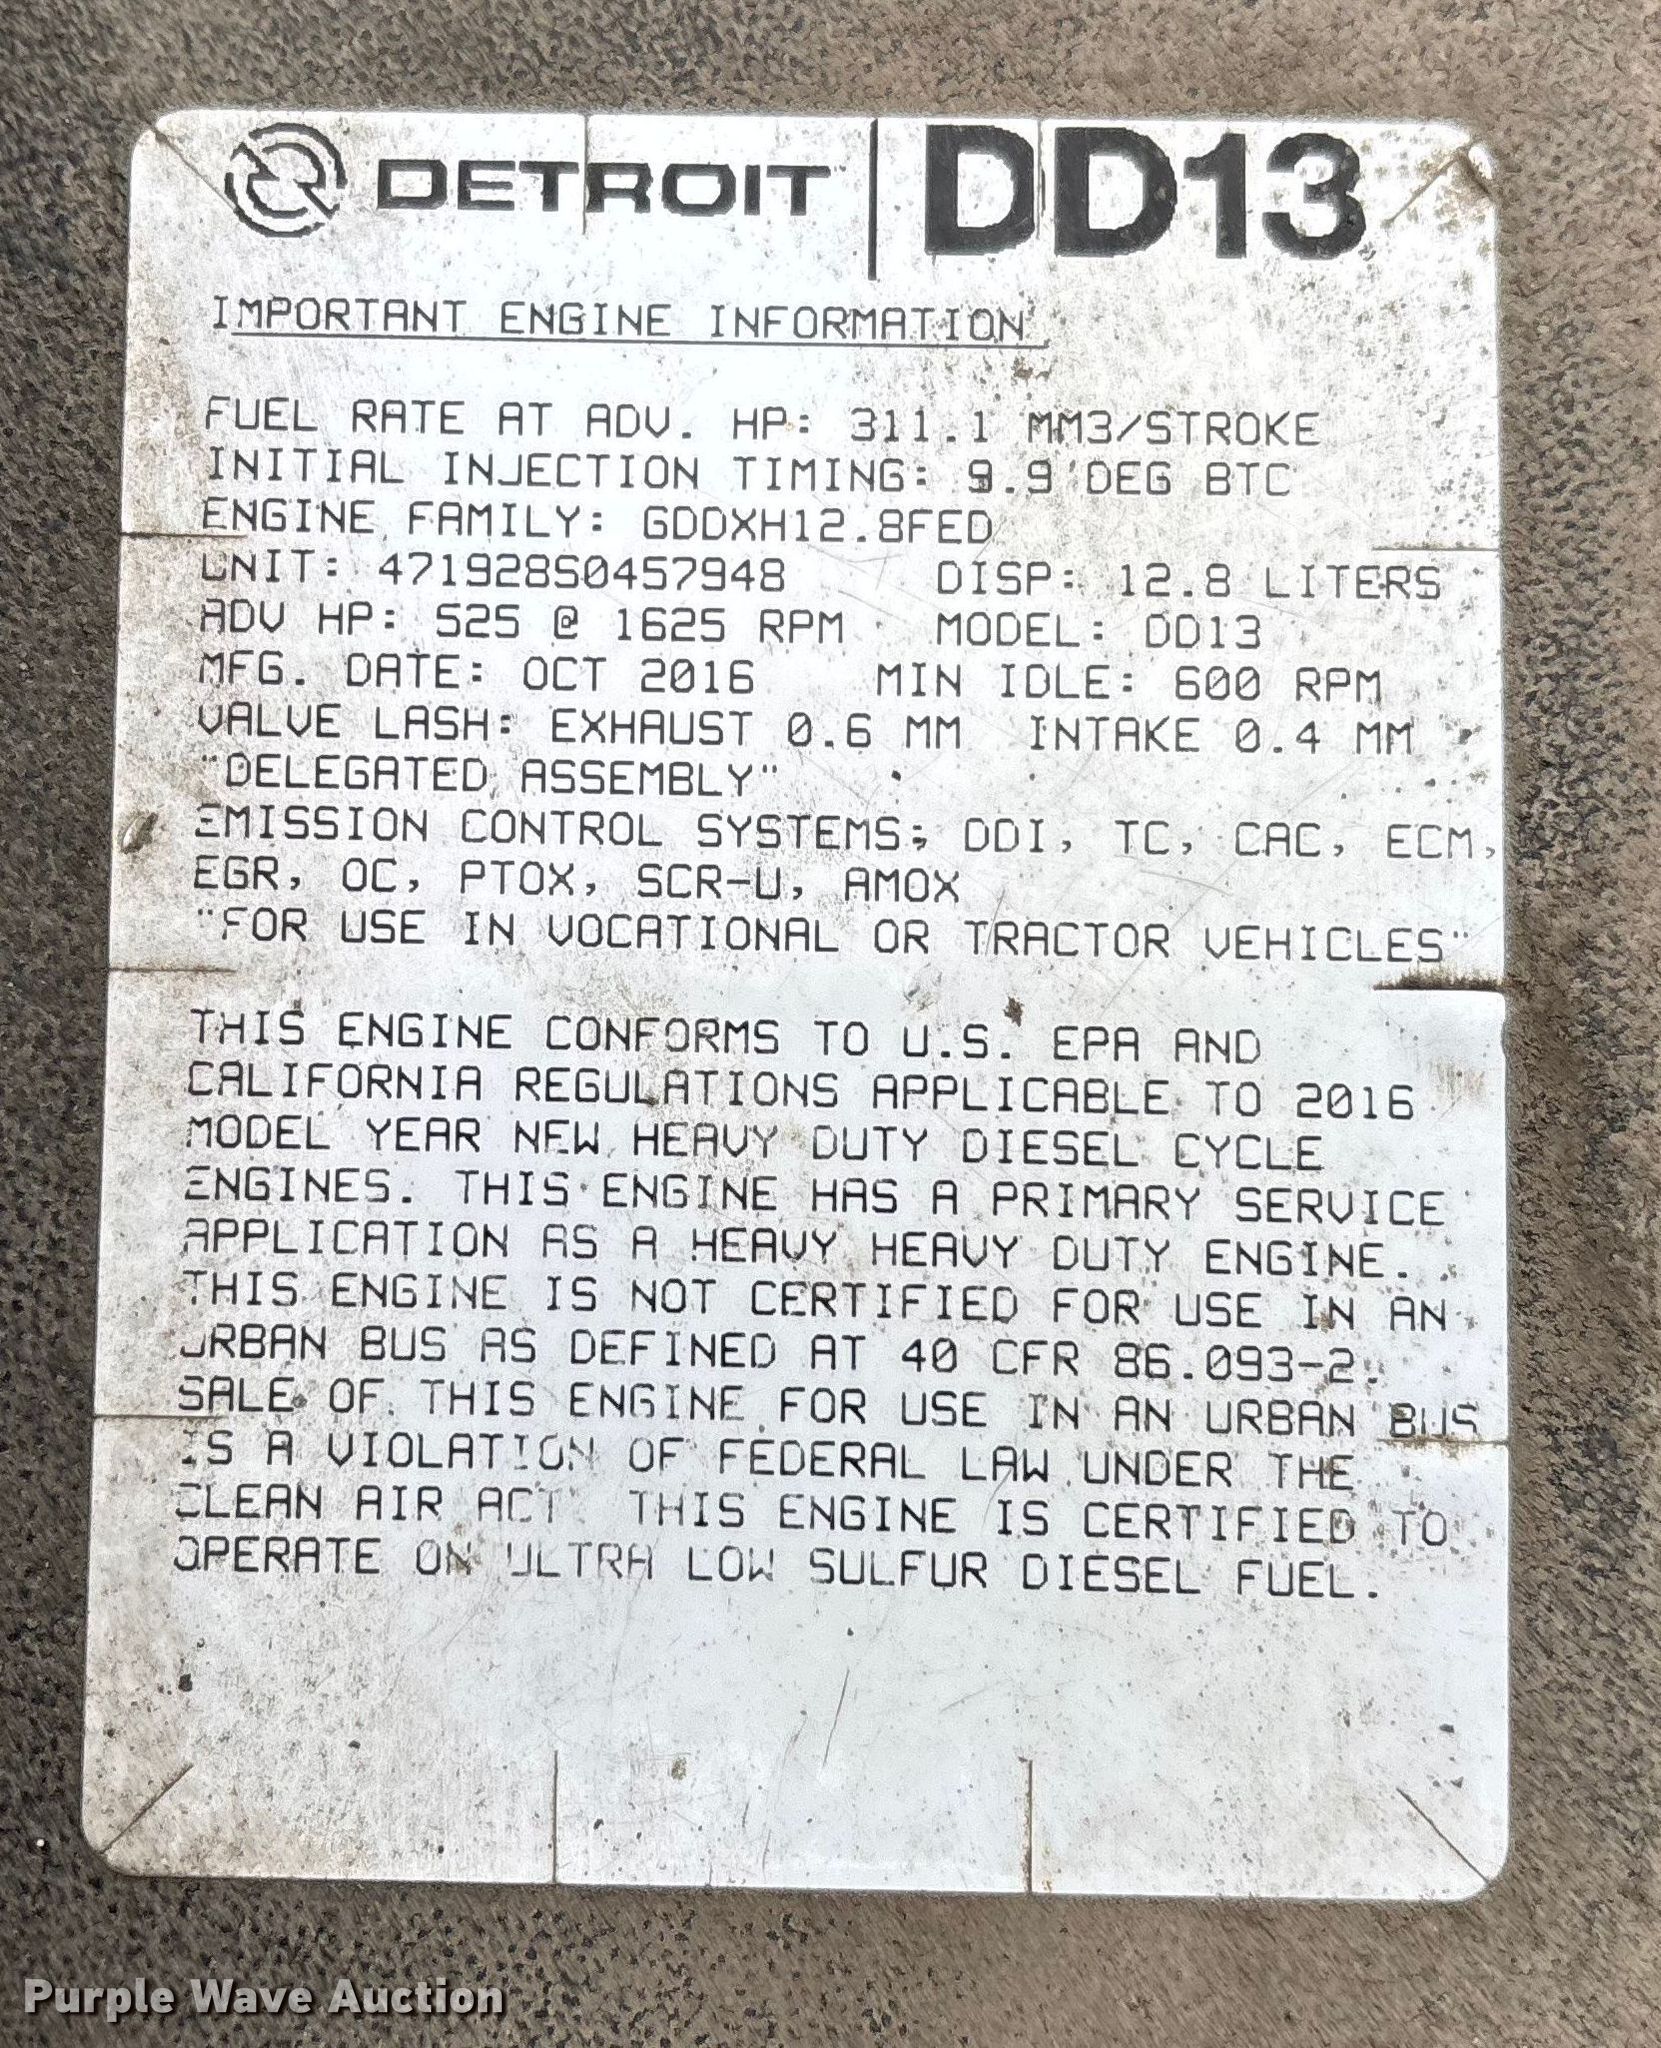 DETROIT DD13
IMPORTANT ENGINE INFORMATION
FUEL RATE AT ADV. HP: 311.1 MM3/STROKE
INITIAL INJECTION TIMING: 9.9 DEG BTC
ENGINE FAMILY: GDDXH12.8FED
UNIT: 471928S0457948 DISP: 12.8 LITERS
ADV HP: 525 @ 1625 RPM MODEL: DD13
MFG. DATE: OCT 2016 MIN IDLE: 600 RPM
VALVE LASH: EXHAUST 0.6 MM INTAKE 0.4 MM
"DELEGATED ASSEMBLY"
EMISSION CONTROL SYSTEMS: DDI, TC, CAC, ECM,
EGR, OC, PTOX, SCR-U, AMOX
"FOR USE IN VOCATIONAL OR TRACTOR VEHICLES"
THIS ENGINE CONFORMS TO U.S. EPA AND
CALIFORNIA REGULATIONS APPLICABLE TO 2016
MODEL YEAR NEW HEAVY DUTY DIESEL CYCLE
ENGINES. THIS ENGINE HAS A PRIMARY SERVICE
APPLICATION AS A HEAVY HEAVY DUTY ENGINE.
THIS ENGINE IS NOT CERTIFIED FOR USE IN AN
URBAN BUS AS DEFINED AT 40 CFR 86.093-2.
SALE OF THIS ENGINE FOR USE IN AN URBAN BUS
IS A VIOLATION OF FEDERAL LAW UNDER THE
CLEAN AIR ACT. THIS ENGINE IS CERTIFIED TO
OPERATE ON ULTRA LOW SULFUR DIESEL FUEL.
Purple Wave Auction